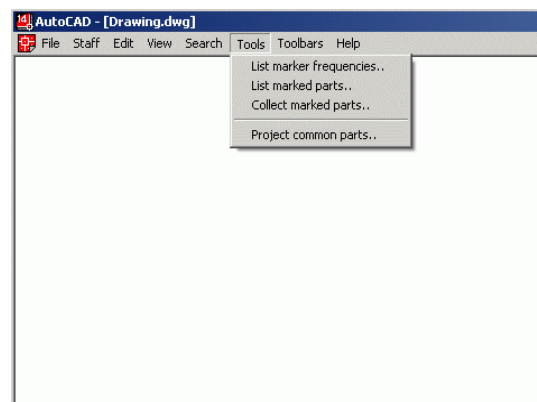 AutoCAD - [Drawing.dwg]
File Staff Edit View Search Tools Toolbars Help
List marker frequencies..
List marked parts..
Collect marked parts..
Project common parts..